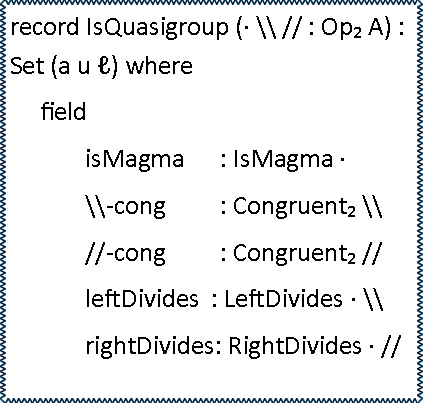 record IsQuasigroup (· \\ // : Op₂ A) :
Set (a u ℓ) where
field
isMagma : IsMagma ·
\\-cong : Congruent₂ \\
//-cong : Congruent₂ //
leftDivides : LeftDivides · \\
rightDivides: RightDivides · //